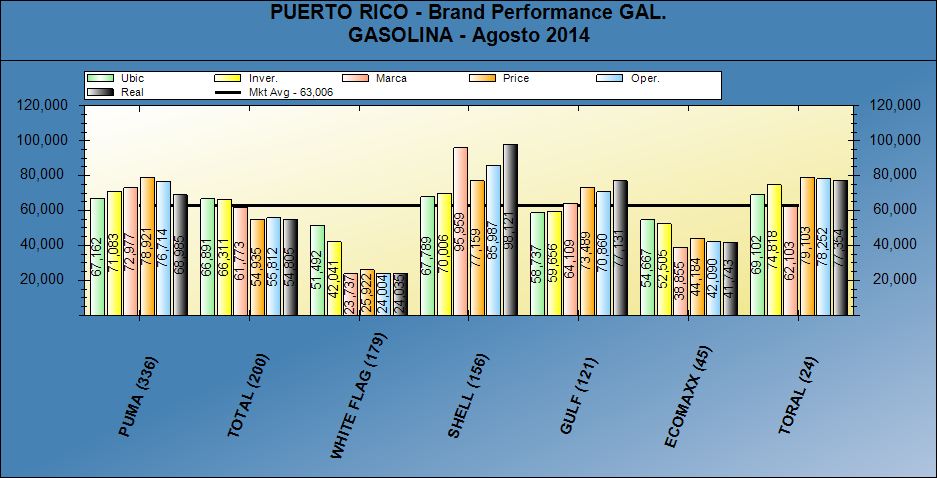 PUERTO RICO - Brand Performance GAL.
GASOLINA - Agosto 2014
Ubic Inver. Marca Price Oper.
Real Mkt Avg - 63,006
120,000 120,000
100,000 100,000
80,000 80,000
60,000 60,000
40,000 40,000
20,000 20,000
67,162 71,083 72,977 78,921 76,714 68,985
66,891 66,311 61,773 54,935 55,812 54,805
51,492 42,041 23,737 25,922 24,004 24,035
67,789 70,006 95,959 77,159 85,987 98,121
58,737 59,656 64,109 73,489 70,860 77,131
54,667 52,505 38,855 44,184 42,090 41,743
69,102 74,818 62,103 79,103 78,252 77,354
PUMA (336)
TOTAL (200)
WHITE FLAG (179)
SHELL (156)
GULF (121)
ECOMAXX (45)
TORAL (24)